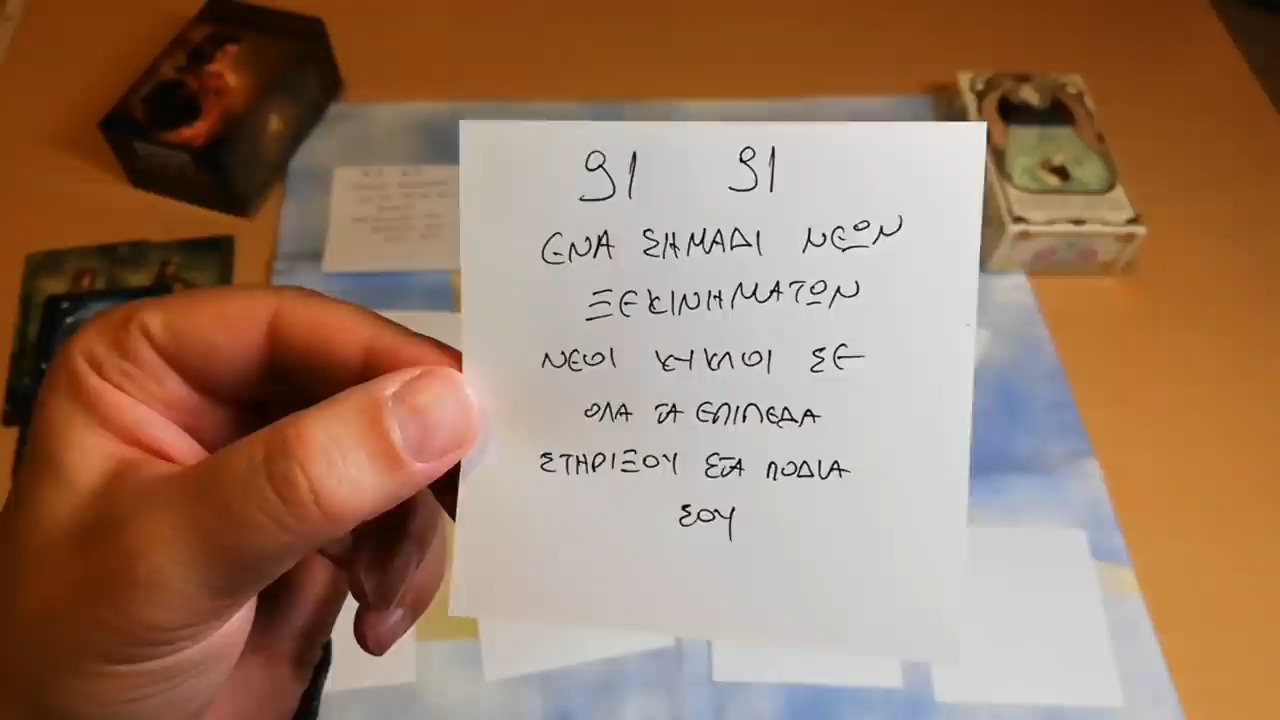 91 91
ΕΝΑ ΣΗΜΑΔΙ ΝΕΩΝ
ΞΕΚΙΝΗΜΑΤΩΝ
ΝΕΟΙ ΚΥΚΛΟΙ ΣΕ
ΟΛΑ ΤΑ ΕΠΙΠΕΔΑ
ΣΤΗΡΙΞΟΥ ΣΤΑ ΠΟΔΙΑ
ΣΟΥ